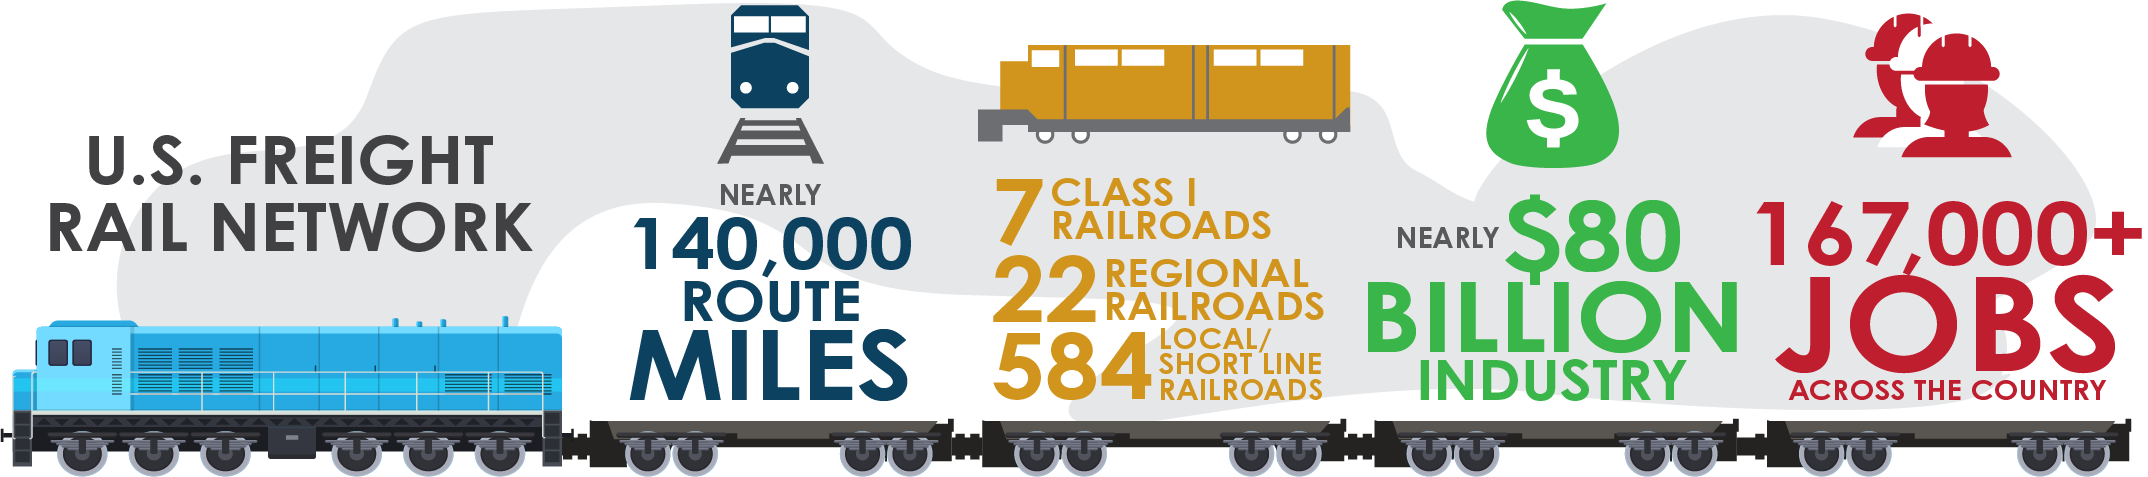 U.S. FREIGHT
RAIL NETWORK
NEARLY
140,000
ROUTE
MILES
7 CLASS I
RAILROADS
22 REGIONAL
RAILROADS
584 LOCAL/
SHORT LINE
RAILROADS
$
NEARLY $80
BILLION
INDUSTRY
167,000+
JOBS
ACROSS THE COUNTRY